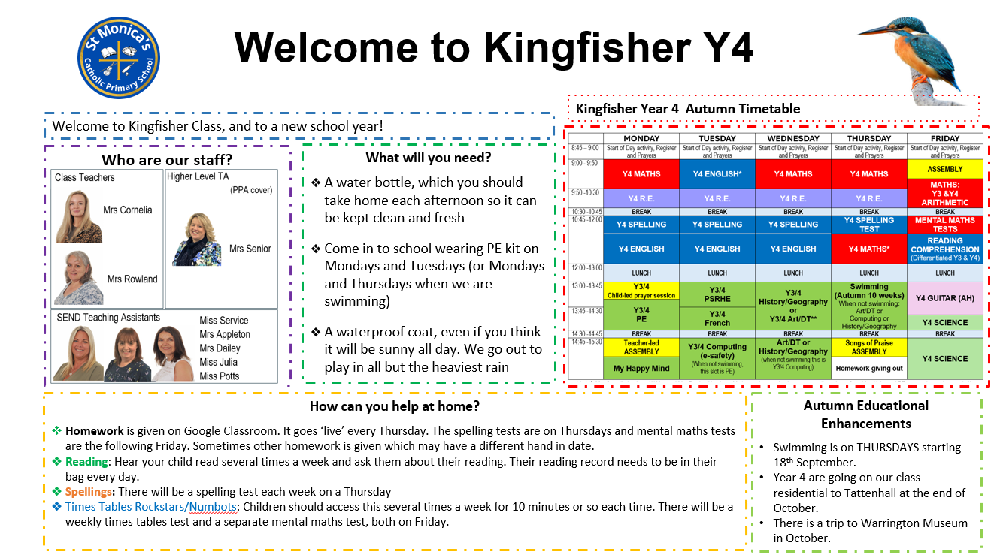 St Monica's
Catholic Primary School
Welcome to Kingfisher Y4
Welcome to Kingfisher Class, and to a new school year!
Who are our staff?
Class Teachers
Mrs Cornelia
Mrs Rowland
Higher Level TA
(PPA cover)
Mrs Senior
SEND Teaching Assistants
Miss Service
Mrs Appleton
Mrs Dailey
Miss Julia
Miss Potts
What will you need?
❖ A water bottle, which you should
take home each afternoon so it can
be kept clean and fresh
❖ Come in to school wearing PE kit on
Mondays and Tuesdays (or Mondays
and Thursdays when we are
swimming)
❖ A waterproof coat, even if you think
it will be sunny all day. We go out to
play in all but the heaviest rain
Kingfisher Year 4  Autumn Timetable
MONDAY TUESDAY WEDNESDAY THURSDAY FRIDAY
8:45 – 9:00 Start of Day activity, Register and Prayers Start of Day activity, Register and Prayers Start of Day activity, Register and Prayers Start of Day activity, Register and Prayers Start of Day activity, Register and Prayers
9:00 - 9:50 Y4 MATHS Y4 ENGLISH* Y4 MATHS Y4 MATHS ASSEMBLY
9:50 -10:30 Y4 R.E. Y4 R.E. Y4 R.E. Y4 R.E. MATHS: Y3 &Y4 ARITHMETIC
10:30 -10:45 BREAK BREAK BREAK BREAK BREAK
10:45 -12:00 Y4 SPELLING Y4 SPELLING Y4 SPELLING Y4 SPELLING TEST MENTAL MATHS TESTS
Y4 ENGLISH Y4 ENGLISH Y4 ENGLISH Y4 MATHS* READING COMPREHENSION (Differentiated Y3 & Y4)
12:00 -13:00 LUNCH LUNCH LUNCH LUNCH LUNCH
13:00 -13:45 Y3/4 Child-led prayer session Y3/4 PSRHE Y3/4 History/Geography or Y3/4 Art/DT** Swimming (Autumn 10 weeks) When not swimming: Art/DT or Computing or History/Geography Y4 GUITAR (AH)
13:45 -14:30 Y3/4 PE Y3/4 French Y4 SCIENCE
14:30 -14:45 BREAK BREAK BREAK BREAK BREAK
14:45 -15:30 Teacher-led ASSEMBLY Y3/4 Computing (e-safety) (When not swimming, this slot is PE) Art/DT or History/Geography (when not swimming this is Y3/4 Computing) Songs of Praise ASSEMBLY Y4 SCIENCE
My Happy Mind Homework giving out
How can you help at home?
❖ Homework is given on Google Classroom. It goes ‘live’ every Thursday. The spelling tests are on Thursdays and mental maths tests
are the following Friday. Sometimes other homework is given which may have a different hand in date.
❖ Reading: Hear your child read several times a week and ask them about their reading. Their reading record needs to be in their
bag every day.
❖ Spellings: There will be a spelling test each week on a Thursday
❖ Times Tables Rockstars/Numbots: Children should access this several times a week for 10 minutes or so each time. There will be a
weekly times tables test and a separate mental maths test, both on Friday.
Autumn Educational
Enhancements
• Swimming is on THURSDAYS starting
18th September.
• Year 4 are going on our class
residential to Tattenhall at the end of
October.
• There is a trip to Warrington Museum
in October.